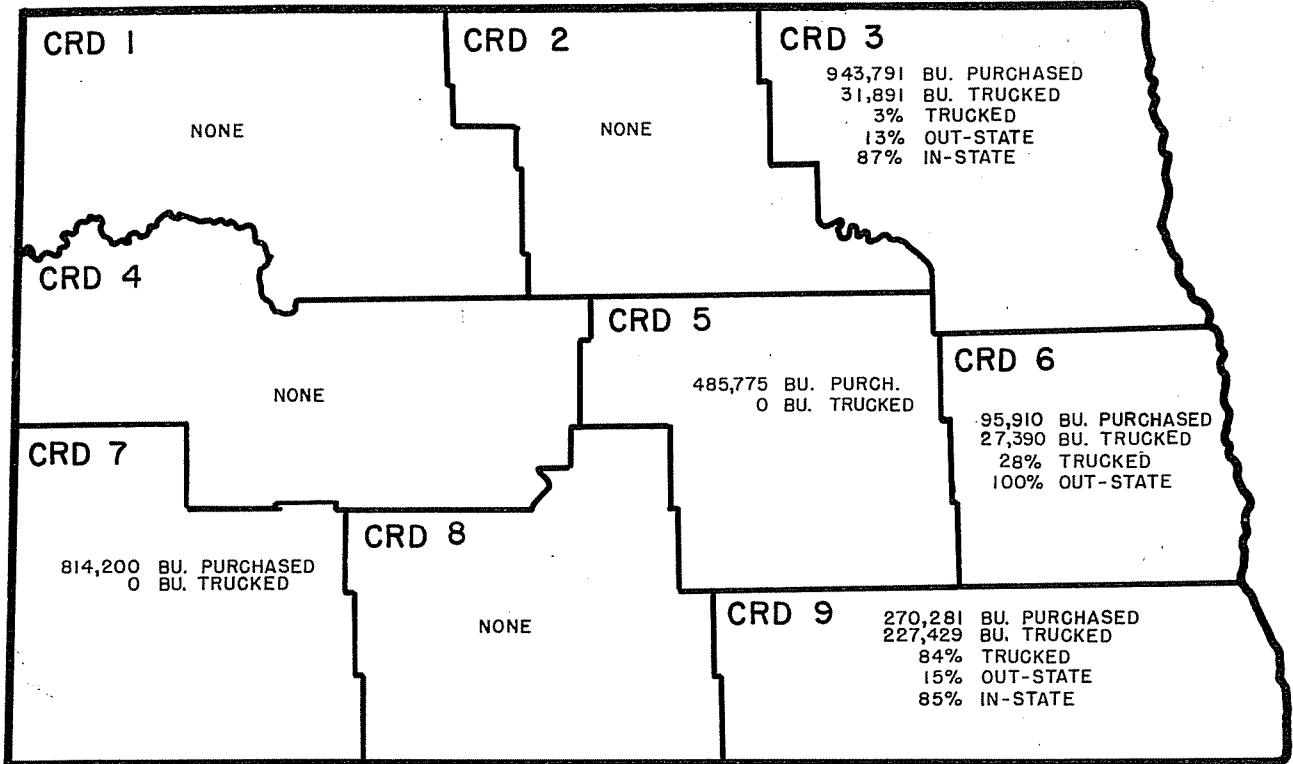 CRD 1
NONE
CRD 2
NONE
CRD 3
943,791 BU. PURCHASED
31,891 BU. TRUCKED
3% TRUCKED
13% OUT-STATE
87% IN-STATE
CRD 4
NONE
CRD 5
485,775 BU. PURCH.
0 BU. TRUCKED
CRD 6
95,910 BU. PURCHASED
27,390 BU. TRUCKED
28% TRUCKED
100% OUT-STATE
CRD 7
814,200 BU. PURCHASED
0 BU. TRUCKED
CRD 8
NONE
CRD 9
270,281 BU. PURCHASED
227,429 BU. TRUCKED
84% TRUCKED
15% OUT-STATE
85% IN-STATE